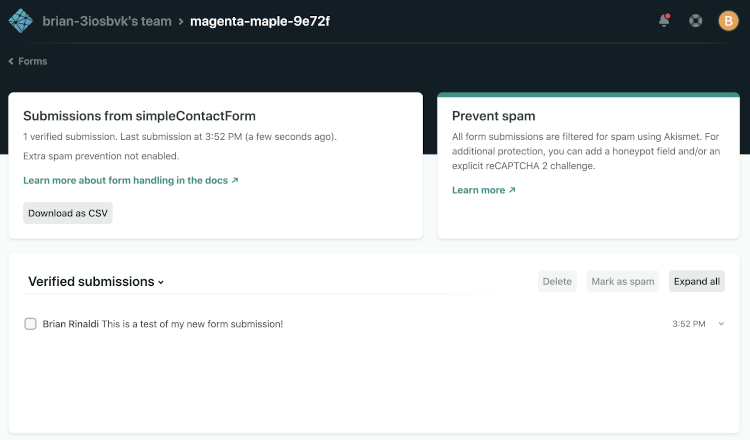 brian-3iosbvk's team > magenta-maple-9e72f
B
Forms
Submissions from simpleContactForm
1 verified submission. Last submission at 3:52 PM (a few seconds ago).
Extra spam prevention not enabled.
Learn more about form handling in the docs ↗
Download as CSV
Prevent spam
All form submissions are filtered for spam using Akismet. For
additional protection, you can add a honeypot field and/or an
explicit reCAPTCHA 2 challenge.
Learn more ↗
Verified submissions
Delete
Mark as spam
Expand all
Brian Rinaldi This is a test of my new form submission!
3:52 PM